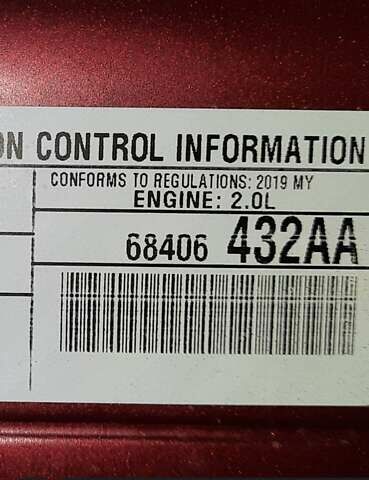 ON CONTROL INFORMATION
CONFORMS TO REGULATIONS: 2019 MY
ENGINE: 2.0L
68406 432AA